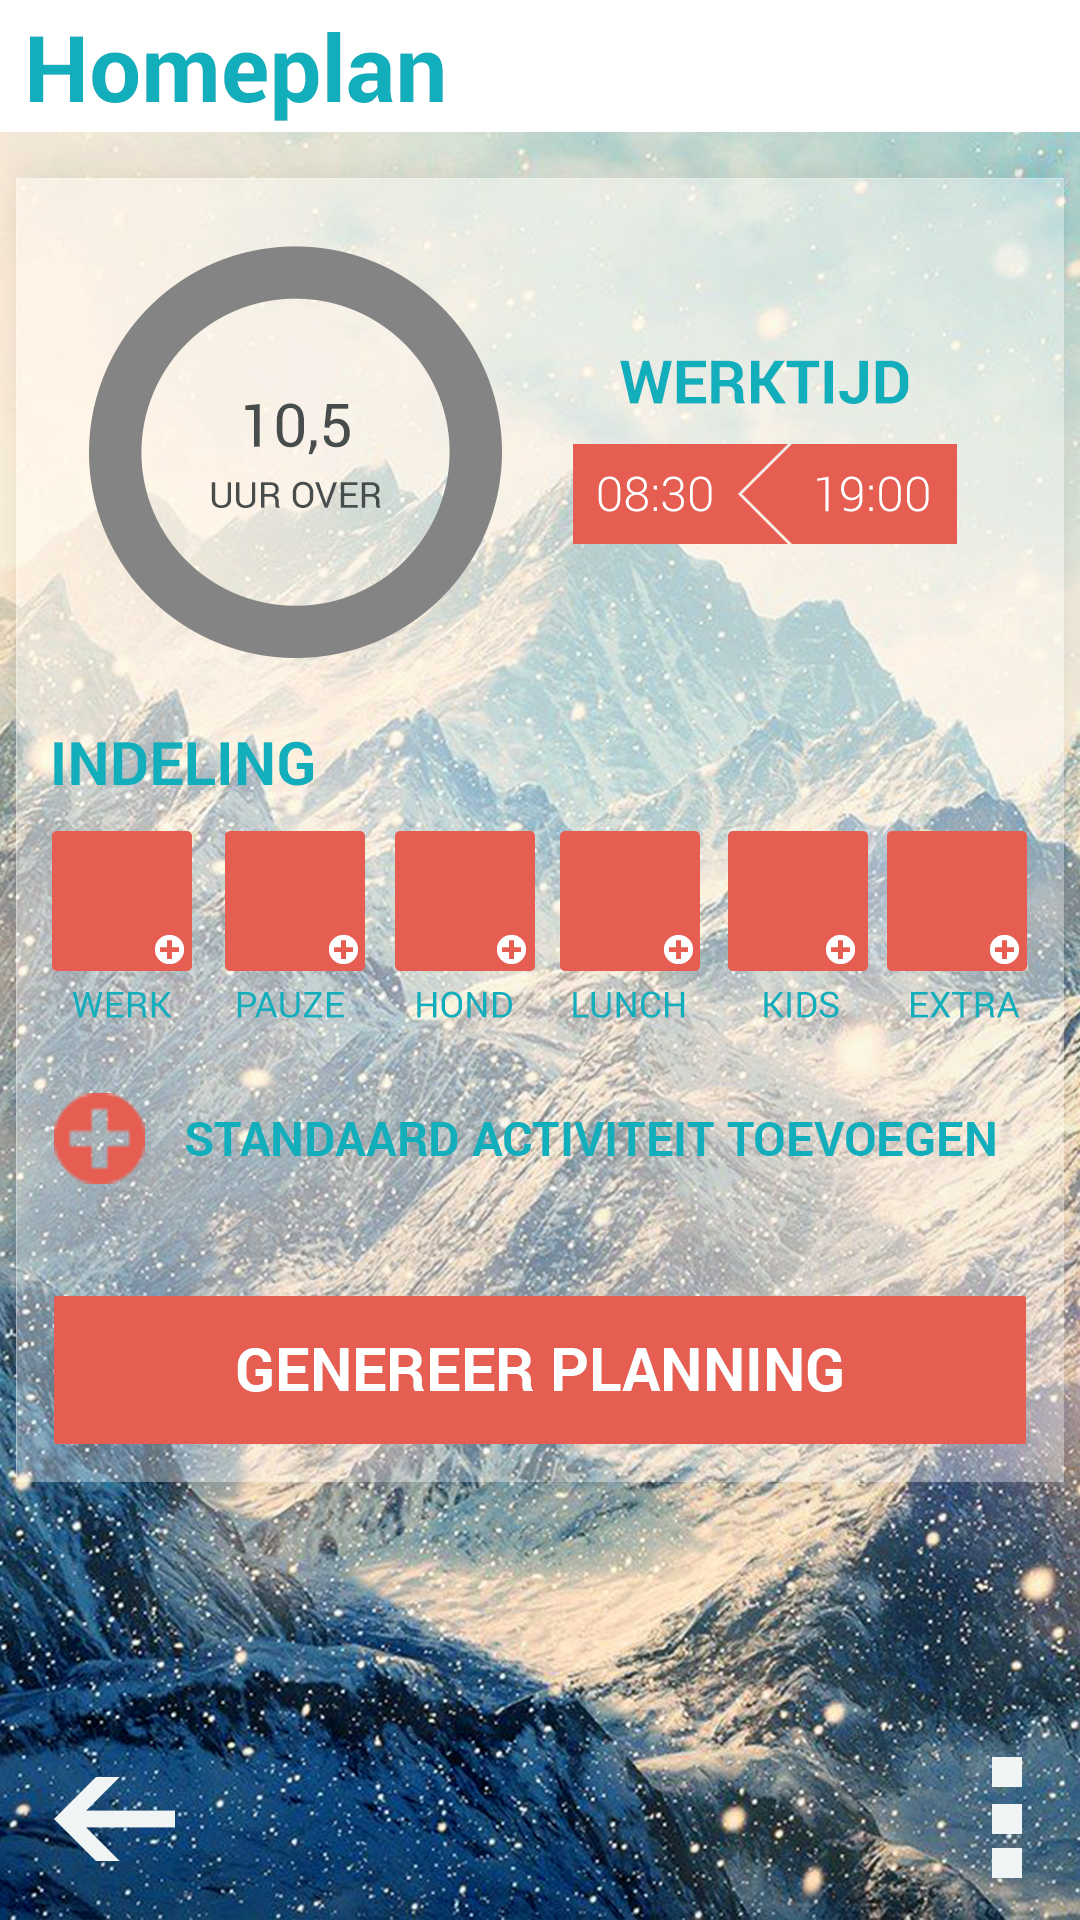 Homeplan
10,5
UUR OVER
WERKTIJD
08:30 19:00
INDELING
WERK PAUZE HOND LUNCH KIDS EXTRA
STANDAARD ACTIVITEIT TOEVOEGEN
GENEREER PLANNING